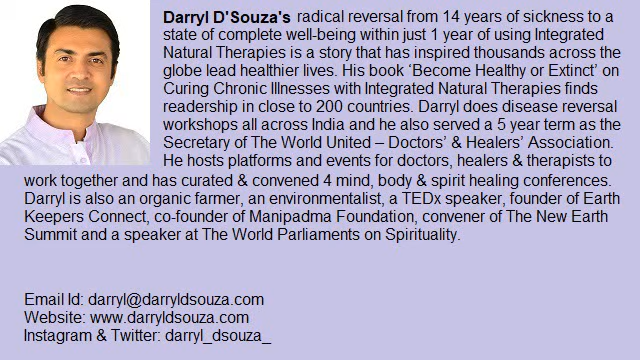 Darryl D'Souza's radical reversal from 14 years of sickness to a
state of complete well-being within just 1 year of using Integrated
Natural Therapies is a story that has inspired thousands across the
globe lead healthier lives. His book ‘Become Healthy or Extinct’ on
Curing Chronic Illnesses with Integrated Natural Therapies finds
readership in close to 200 countries. Darryl does disease reversal
workshops all across India and he also served a 5 year term as the
Secretary of The World United – Doctors’ & Healers’ Association.
He hosts platforms and events for doctors, healers & therapists to
work together and has curated & convened 4 mind, body & spirit healing conferences.
Darryl is also an organic farmer, an environmentalist, a TEDx speaker, founder of Earth
Keepers Connect, co-founder of Manipadma Foundation, convener of The New Earth
Summit and a speaker at The World Parliaments on Spirituality.
Email Id: darryl@darryldsouza.com
Website: www.darryldsouza.com
Instagram & Twitter: darryl_dsouza_